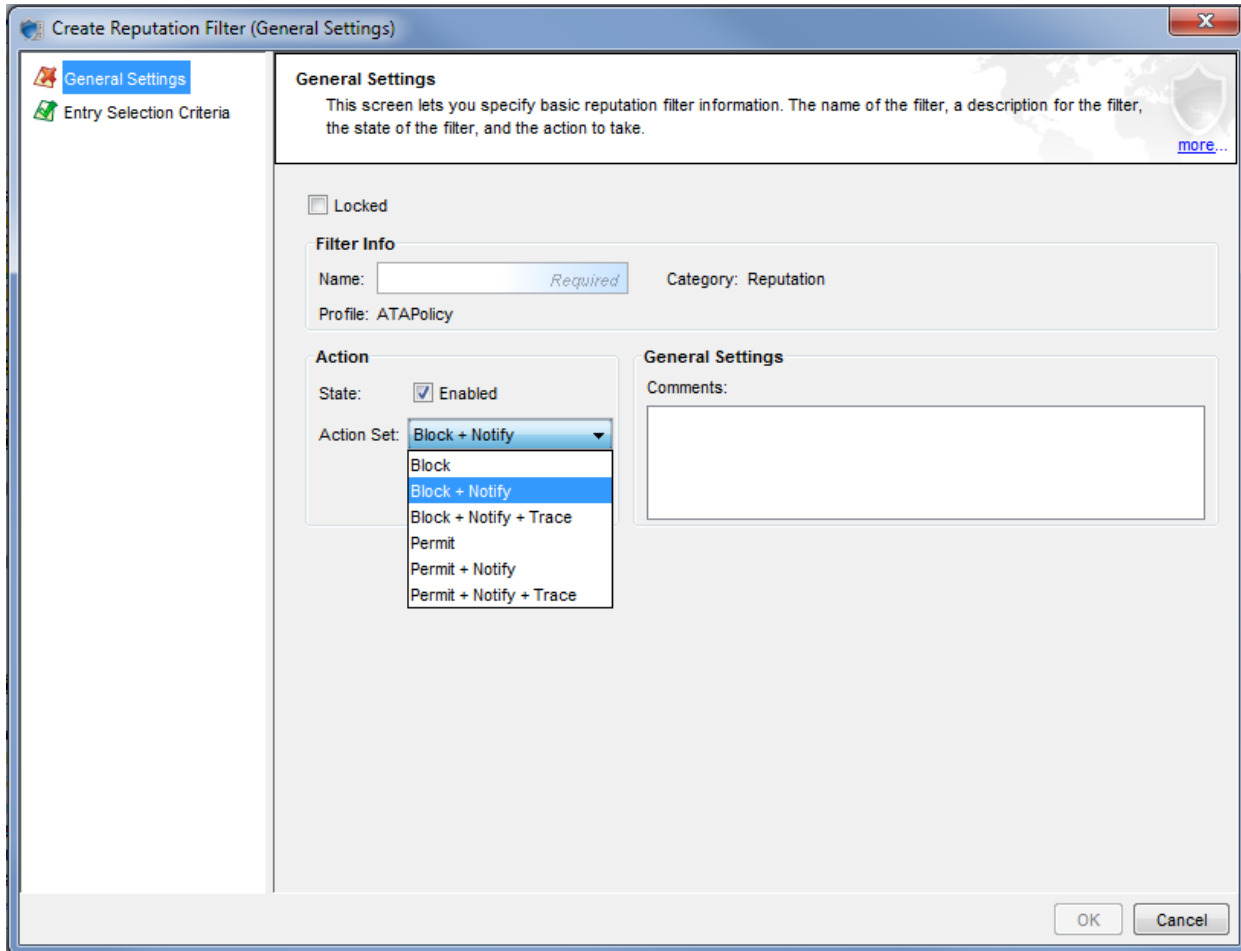 Create Reputation Filter (General Settings)
General Settings
Entry Selection Criteria
General Settings
This screen lets you specify basic reputation filter information. The name of the filter, a description for the filter,
the state of the filter, and the action to take.
more...
Locked
Filter Info
Name: Required Category: Reputation
Profile: ATAPolicy
Action
State: Enabled
Action Set: Block + Notify
Block
Block + Notify
Block + Notify + Trace
Permit
Permit + Notify
Permit + Notify + Trace
General Settings
Comments:
OK Cancel